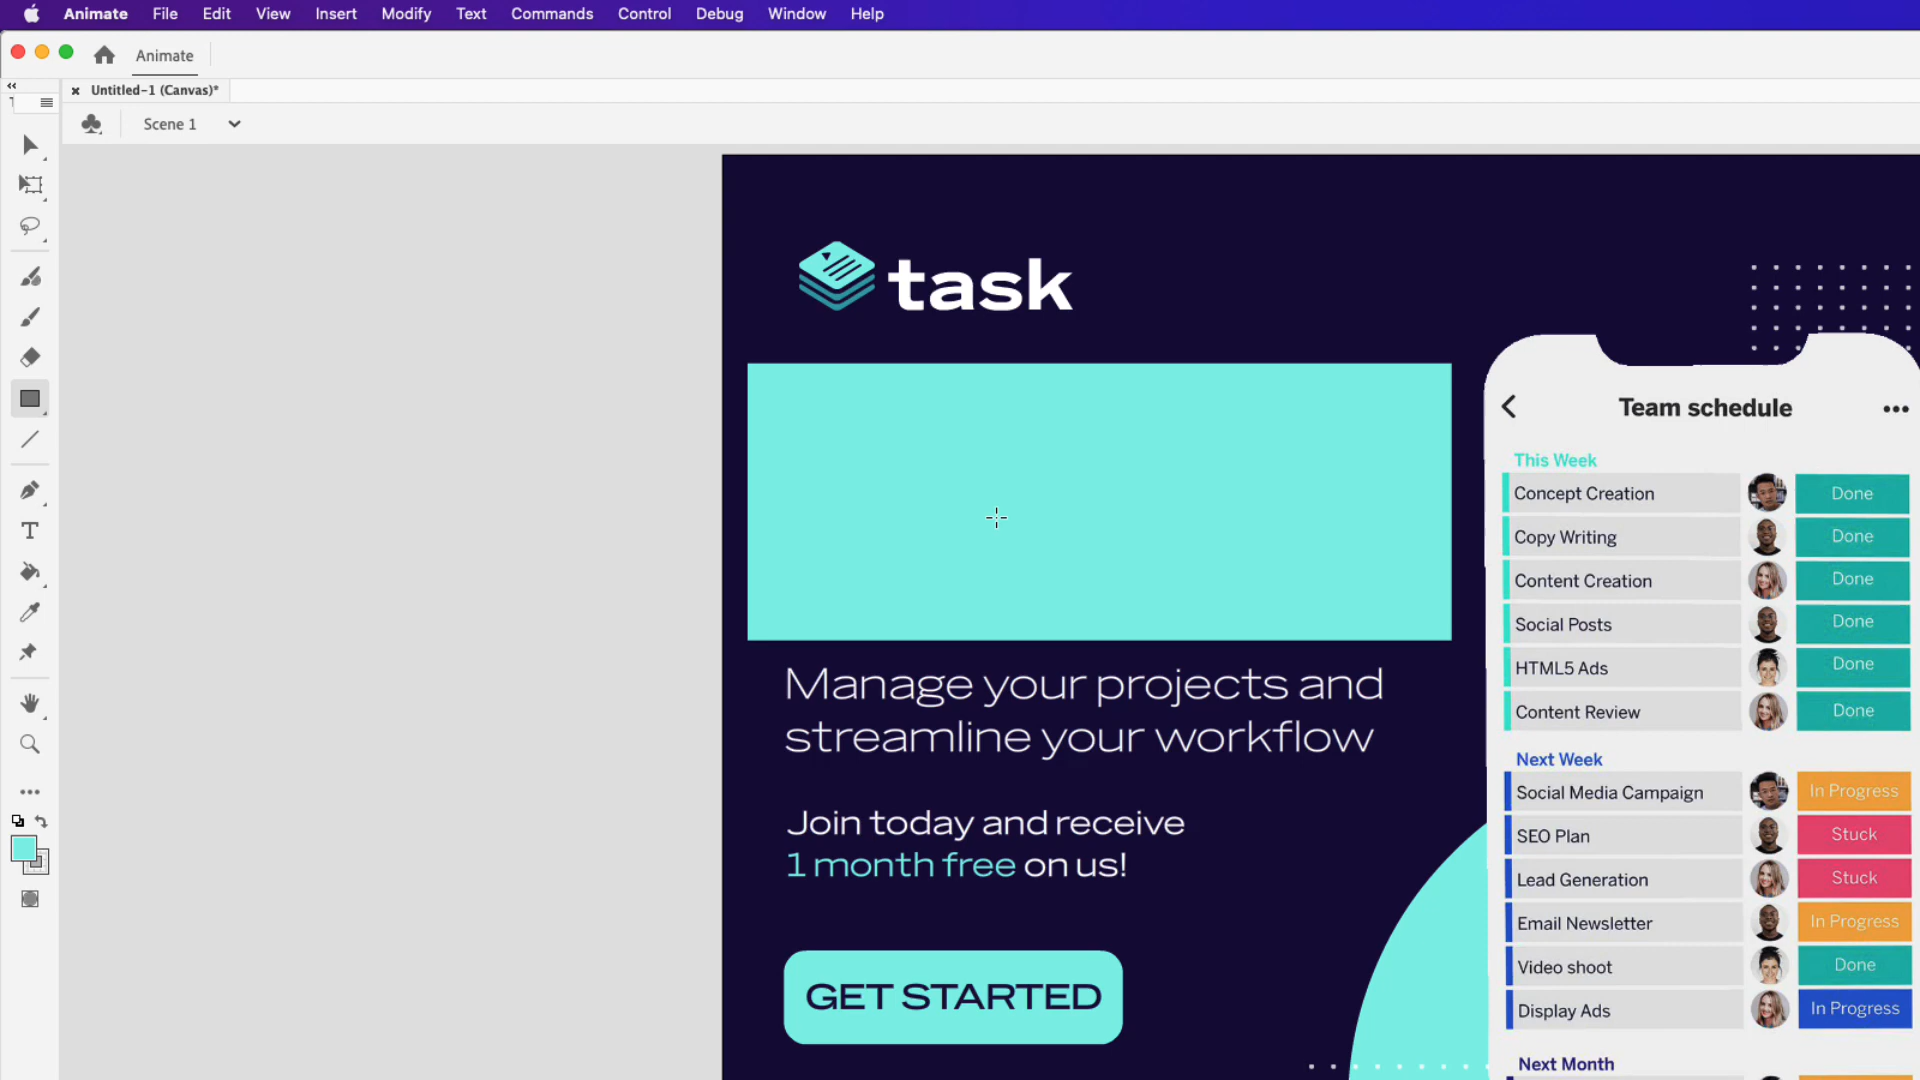 Animate File Edit View Insert Modify Text Commands Control Debug Window Help
Animate
Untitled-1 (Canvas)*
Scene 1
task
Manage your projects and
streamline your workflow
Join today and receive
1 month free on us!
GET STARTED
Team schedule
This Week
Concept Creation Done
Copy Writing Done
Content Creation Done
Social Posts Done
HTML5 Ads Done
Content Review Done
Next Week
Social Media Campaign In Progress
SEO Plan Stuck
Lead Generation Stuck
Email Newsletter In Progress
Video shoot Done
Display Ads In Progress
Next Month